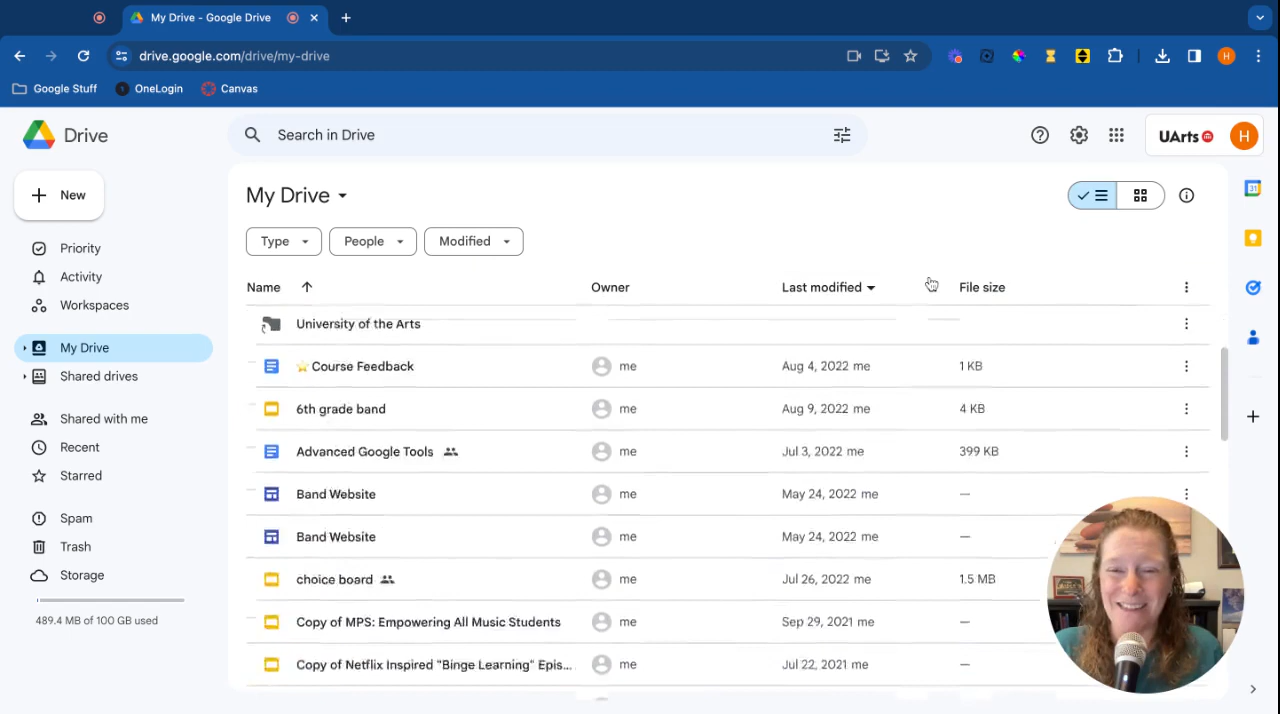 My Drive - Google Drive
drive.google.com/drive/my-drive
H
Google Stuff
OneLogin
Canvas
Drive
Search in Drive
UArts
H
New
My Drive
Type
People
Modified
Priority
Activity
Workspaces
My Drive
Shared drives
Shared with me
Recent
Starred
Spam
Trash
Storage
489.4 MB of 100 GB used
Name Owner Last modified File size
University of the Arts
⭐ Course Feedback me Aug 4, 2022 me 1 KB
6th grade band me Aug 9, 2022 me 4 KB
Advanced Google Tools me Jul 3, 2022 me 399 KB
Band Website me May 24, 2022 me —
Band Website me May 24, 2022 me —
choice board me Jul 26, 2022 me 1.5 MB
Copy of MPS: Empowering All Music Students me Sep 29, 2021 me —
Copy of Netflix Inspired "Binge Learning" Epis... me Jul 22, 2021 me —
31